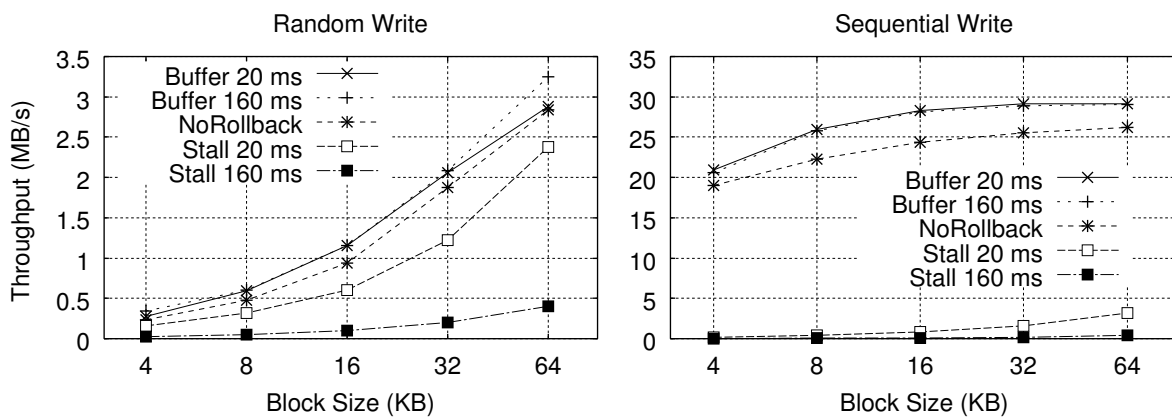 Random Write
Throughput (MB/s)
3.5
3
2.5
2
1.5
1
0.5
0
Buffer 20 ms
Buffer 160 ms
NoRollback
Stall 20 ms
Stall 160 ms
4 8 16 32 64
Block Size (KB)
Sequential Write
35
30
25
20
15
10
5
0
Buffer 20 ms
Buffer 160 ms
NoRollback
Stall 20 ms
Stall 160 ms
4 8 16 32 64
Block Size (KB)